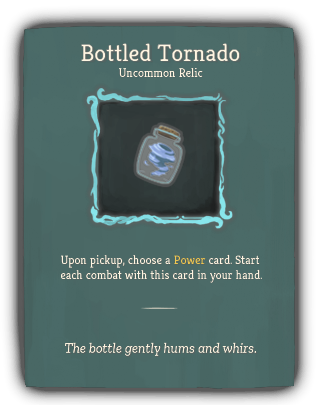 Bottled Tornado
Uncommon Relic
Upon pickup, choose a Power card. Start
each combat with this card in your hand.
The bottle gently hums and whirs.